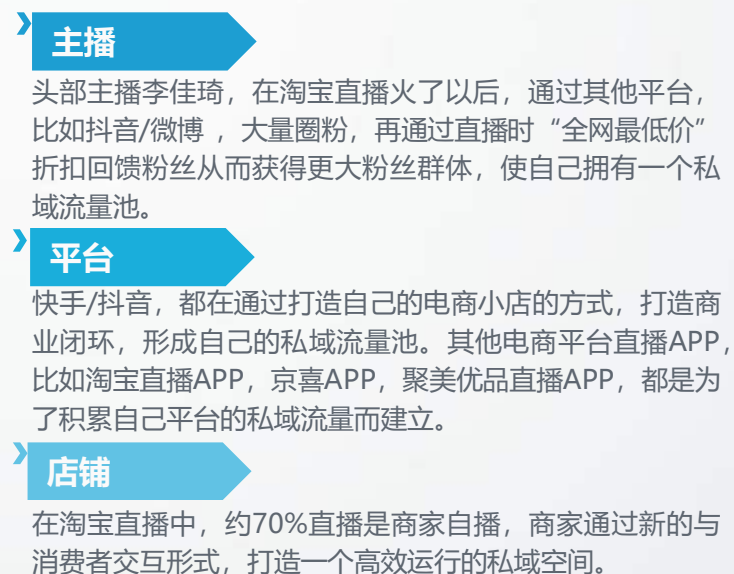 主播
头部主播李佳琦，在淘宝直播火了以后，通过其他平台，
比如抖音/微博 ，大量圈粉，再通过直播时“全网最低价”
折扣回馈粉丝从而获得更大粉丝群体，使自己拥有一个私
域流量池。
平台
快手/抖音，都在通过打造自己的电商小店的方式，打造商
业闭环，形成自己的私域流量池。其他电商平台直播APP，
比如淘宝直播APP，京喜APP，聚美优品直播APP，都是为
了积累自己平台的私域流量而建立。
店铺
在淘宝直播中，约70%直播是商家自播，商家通过新的与
消费者交互形式，打造一个高效运行的私域空间。